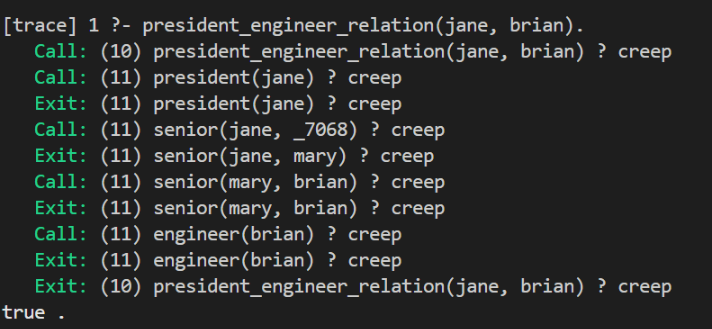 [trace] 1 ?- president_engineer_relation(jane, brian).
Call: (10) president_engineer_relation(jane, brian) ? creep
Call: (11) president(jane) ? creep
Exit: (11) president(jane) ? creep
Call: (11) senior(jane, _7068) ? creep
Exit: (11) senior(jane, mary) ? creep
Call: (11) senior(mary, brian) ? creep
Exit: (11) senior(mary, brian) ? creep
Call: (11) engineer(brian) ? creep
Exit: (11) engineer(brian) ? creep
Exit: (10) president_engineer_relation(jane, brian) ? creep
true .